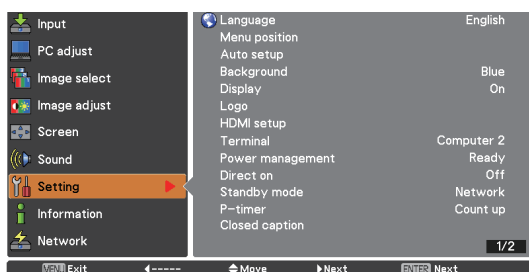 Input
PC adjust
Image select
Image adjust
Screen
Sound
Setting
Information
Network
Language English
Menu position
Auto setup
Background Blue
Display On
Logo
HDMI setup
Terminal Computer 2
Power management Ready
Direct on Off
Standby mode Network
P-timer Count up
Closed caption
1/2
MENU Exit ----- Move Next ENTER Next